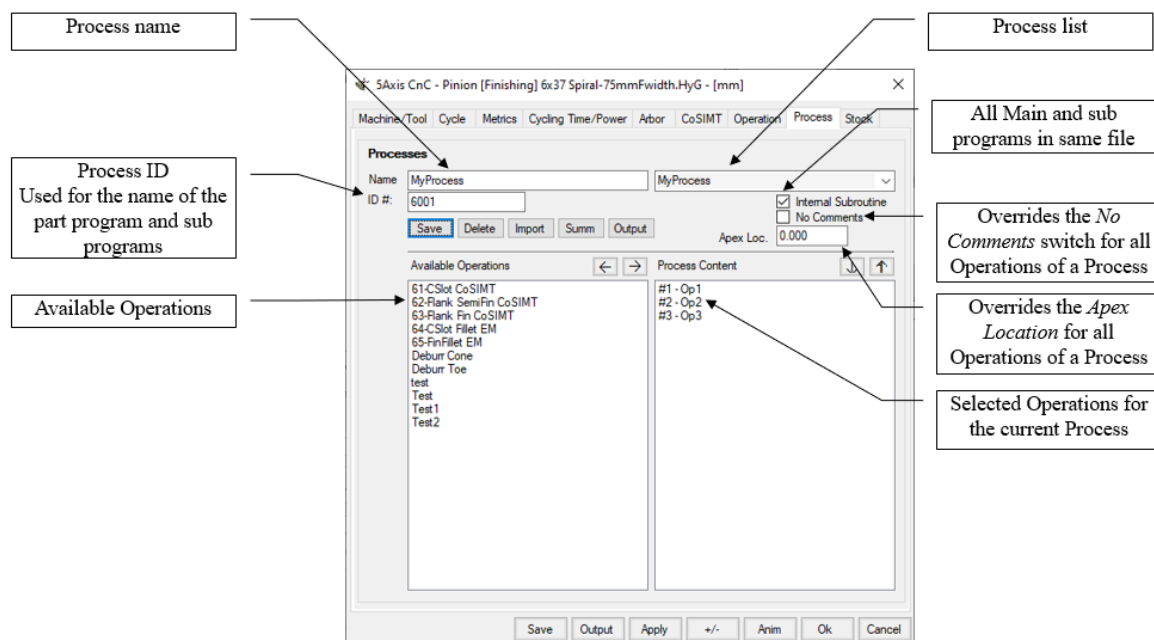 Process name
Process list
5Axis CnC - Pinion [Finishing] 6x37 Spiral-75mmFwidth.HyG - [mm]
Machine/Tool Cycle Metrics Cycling Time/Power Arbor CoSIMT Operation Process Stock
All Main and sub
programs in same file
Processes
Process ID
Used for the name of the
part program and sub
programs
Name MyProcess MyProcess
ID #: 6001
Internal Subroutine
No Comments
Save Delete Import Summ Output
Apex Loc. 0.000
Overrides the No
Comments switch for all
Operations of a Process
Available Operations
Available Operations ← → Process Content ↓ ↑
61-CSlot CoSIMT
62-Flank SemiFin CoSIMT
63-Flank Fin CoSIMT
64-CSlot Fillet EM
65-FinFillet EM
Deburr Cone
Deburr Toe
test
Test
Test1
Test2
#1 - Op1
#2 - Op2
#3 - Op3
Overrides the Apex
Location for all
Operations of a Process
Selected Operations for
the current Process
Save Output Apply +/- Anim Ok Cancel